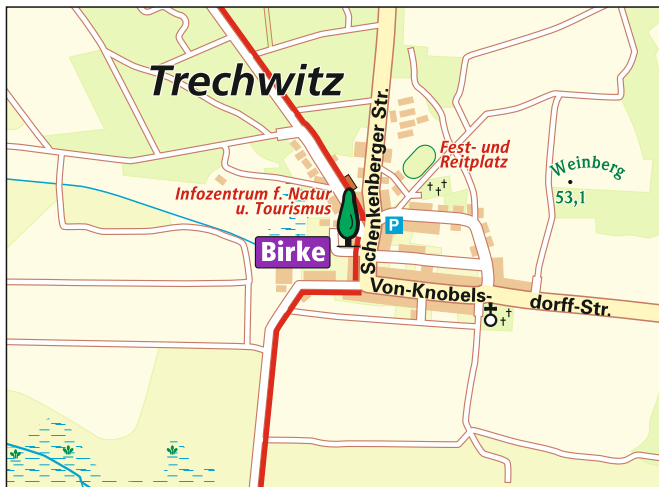 Trechwitz
Schenkenberger Str.
Fest- und
Reitplatz
Weinberg
53,1
Infozentrum f. Natur
u. Tourismus
P
Birke
Von-Knobels-
dorff-Str.